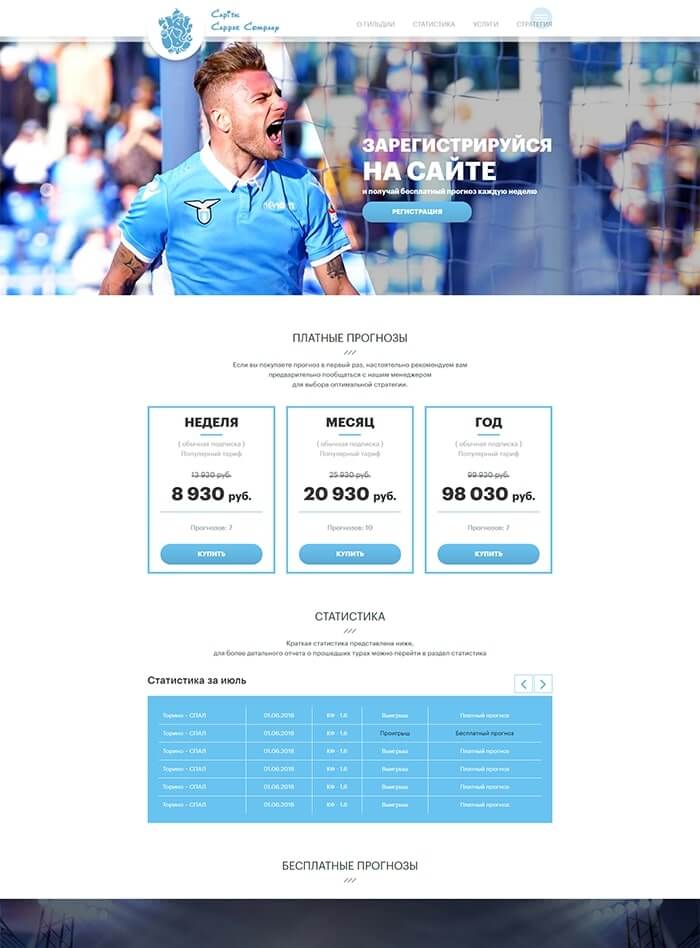 Capital
Cappar Company
О ГИЛЬДИИ
СТАТИСТИКА
УСЛУГИ
СТРАТЕГИЯ
ЗАРЕГИСТРИРУЙСЯ
НА САЙТЕ
и получай бесплатный прогноз каждую неделю
РЕГИСТРАЦИЯ
ПЛАТНЫЕ ПРОГНОЗЫ
Если вы покупаете прогноз в первый раз, настоятельно рекомендуем вам
предварительно пообщаться с нашим менеджером
для выбора оптимальной стратегии.
НЕДЕЛЯ
( обычная подписка )
Популярный тариф
13 930 руб.
8 930 руб.
Прогнозов: 7
КУПИТЬ
МЕСЯЦ
( обычная подписка )
Популярный тариф
25 930 руб.
20 930 руб.
Прогнозов: 10
КУПИТЬ
ГОД
( обычная подписка )
Популярный тариф
99 930 руб.
98 030 руб.
Прогнозов: 7
КУПИТЬ
СТАТИСТИКА
Краткая статистика представлена ниже,
для более детального отчета о прошедших турах можно перейти в раздел статистика
Статистика за июль
Торино - СПАЛ 01.06.2018 КФ - 1,6 Выигрыш Платный прогноз
Торино - СПАЛ 01.06.2018 КФ - 1,6 Проигрыш Бесплатный прогноз
Торино - СПАЛ 01.06.2018 КФ - 1,6 Выигрыш Платный прогноз
Торино - СПАЛ 01.06.2018 КФ - 1,6 Выигрыш Платный прогноз
Торино - СПАЛ 01.06.2018 КФ - 1,6 Выигрыш Платный прогноз
Торино - СПАЛ 01.06.2018 КФ - 1,6 Выигрыш Платный прогноз
БЕСПЛАТНЫЕ ПРОГНОЗЫ